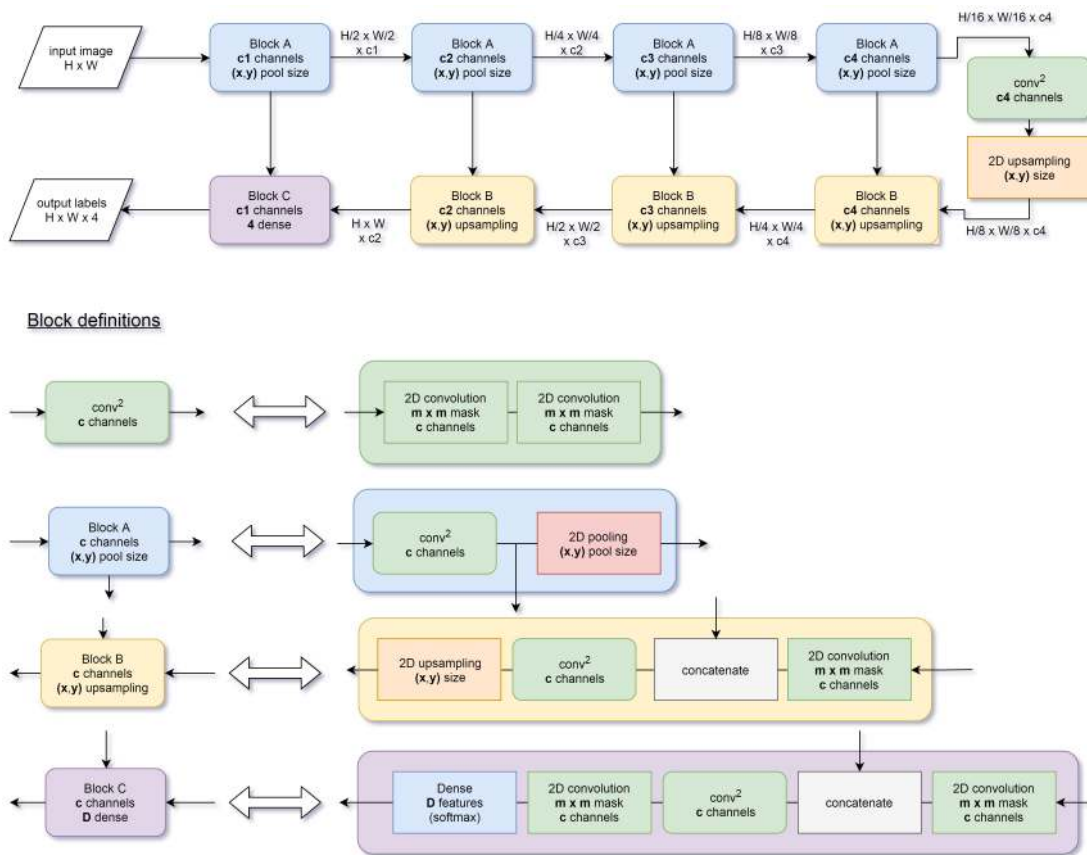 input image
H x W
Block A
c1 channels
(x,y) pool size
H/2 x W/2
x c1
Block A
c2 channels
(x,y) pool size
H/4 x W/4
x c2
Block A
c3 channels
(x,y) pool size
H/8 x W/8
x c3
Block A
c4 channels
(x,y) pool size
H/16 x W/16 x c4
conv²
c4 channels
2D upsampling
(x,y) size
output labels
H x W x 4
Block C
c1 channels
4 dense
H x W
x c2
Block B
c2 channels
(x,y) upsampling
H/2 x W/2
x c3
Block B
c3 channels
(x,y) upsampling
H/4 x W/4
x c4
Block B
c4 channels
(x,y) upsampling
H/8 x W/8 x c4
Block definitions
conv²
c channels
2D convolution
m x m mask
c channels
2D convolution
m x m mask
c channels
Block A
c channels
(x,y) pool size
conv²
c channels
2D pooling
(x,y) pool size
Block B
c channels
(x,y) upsampling
2D upsampling
(x,y) size
conv²
c channels
concatenate
2D convolution
m x m mask
c channels
Block C
c channels
D dense
Dense
D features
(softmax)
2D convolution
m x m mask
c channels
conv²
c channels
concatenate
2D convolution
m x m mask
c channels